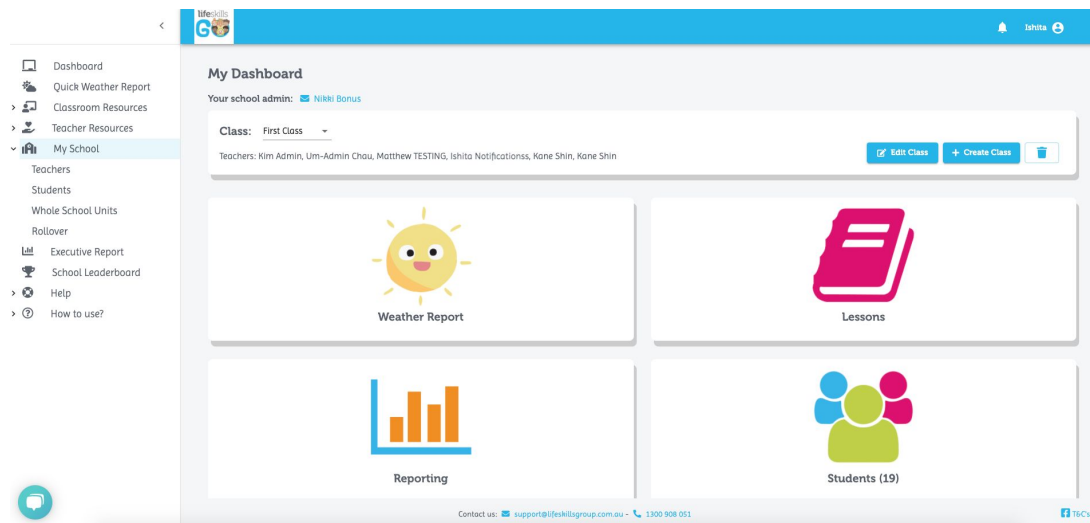 lifeskills
GO
Ishita
Dashboard
Quick Weather Report
Classroom Resources
Teacher Resources
My School
Teachers
Students
Whole School Units
Rollover
Executive Report
School Leaderboard
Help
How to use?
My Dashboard
Your school admin: Nikki Bonus
Class: First Class
Teachers: Kim Admin, Um-Admin Chau, Matthew TESTING, Ishita Notificationss, Kane Shin, Kane Shin
Edit Class
+ Create Class
Weather Report
Lessons
Reporting
Students (19)
Contact us: support@lifeskillsgroup.com.au - 1300 908 051
T&C's